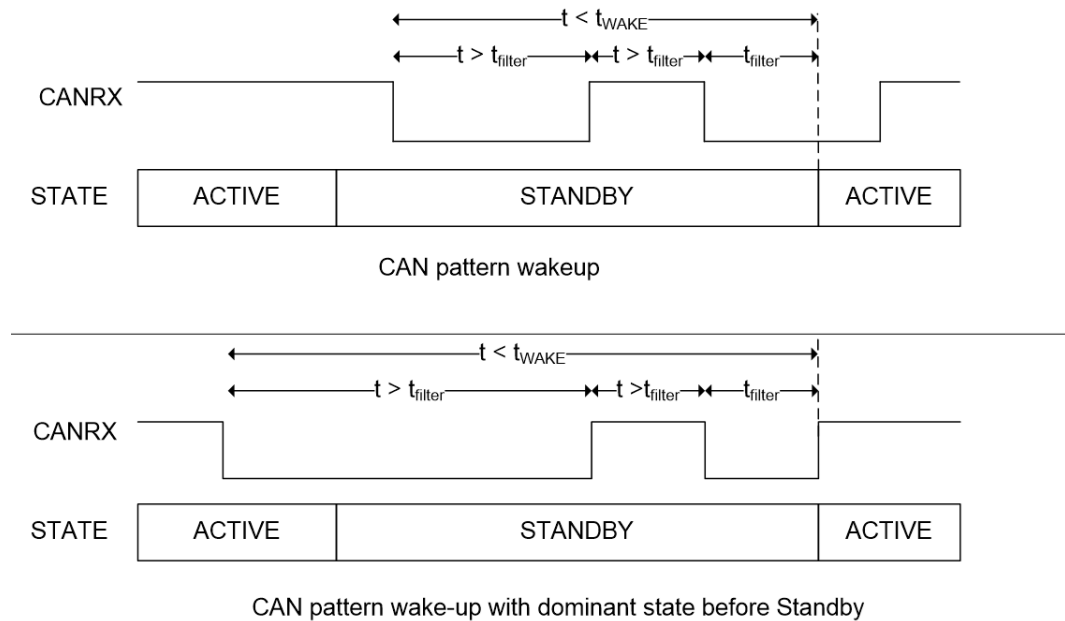 t < tWAKE
t > tfilter t > tfilter tfilter
CANRX
STATE ACTIVE STANDBY ACTIVE
CAN pattern wakeup
t < tWAKE
t > tfilter t >tfilter tfilter
CANRX
STATE ACTIVE STANDBY ACTIVE
CAN pattern wake-up with dominant state before Standby